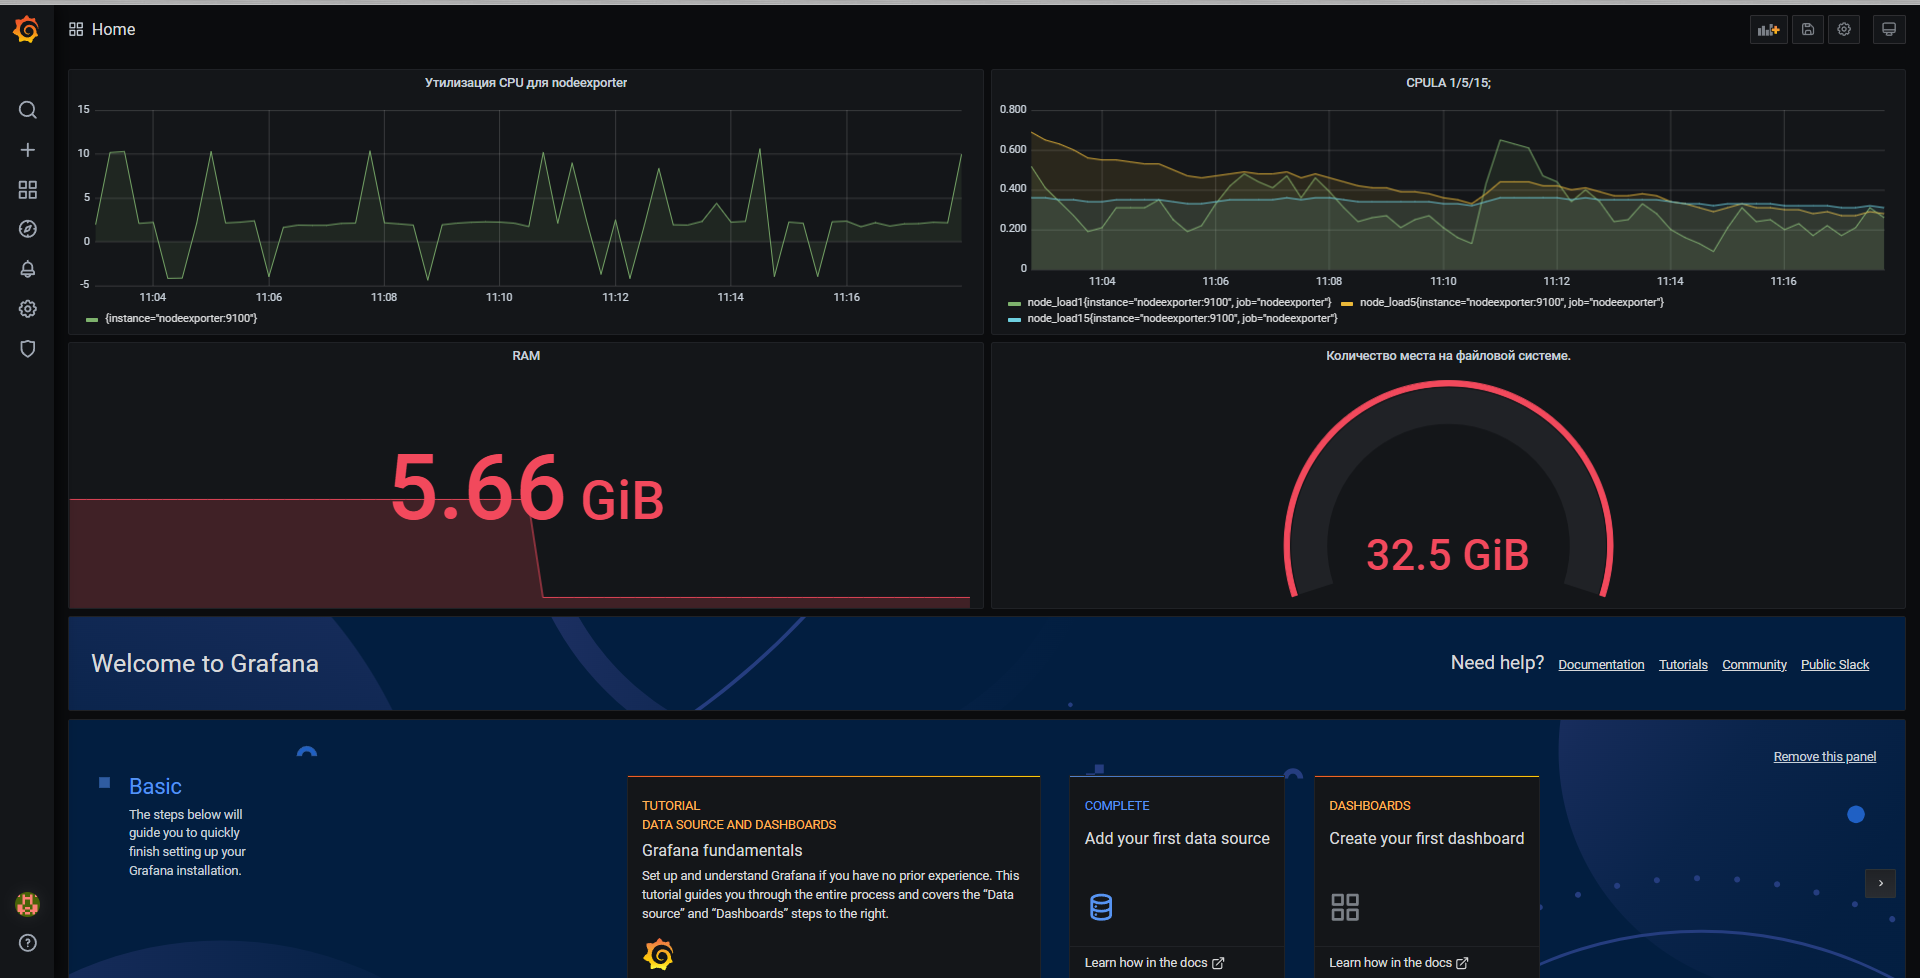 Home
Утилизация CPU для nodeexporter
15
10
5
0
-5
11:04
11:06
11:08
11:10
11:12
11:14
11:16
{instance="nodeexporter:9100"}
CPULA 1/5/15;
0.800
0.600
0.400
0.200
0
11:04
11:06
11:08
11:10
11:12
11:14
11:16
node_load1{instance="nodeexporter:9100", job="nodeexporter"}
node_load5{instance="nodeexporter:9100", job="nodeexporter"}
node_load15{instance="nodeexporter:9100", job="nodeexporter"}
RAM
5.66 GiB
Количество места на файловой системе.
32.5 GiB
Welcome to Grafana
Need help?
Documentation
Tutorials
Community
Public Slack
Remove this panel
Basic
The steps below will
guide you to quickly
finish setting up your
Grafana installation.
TUTORIAL
DATA SOURCE AND DASHBOARDS
Grafana fundamentals
Set up and understand Grafana if you have no prior experience. This
tutorial guides you through the entire process and covers the “Data
source” and “Dashboards” steps to the right.
COMPLETE
Add your first data source
Learn how in the docs
DASHBOARDS
Create your first dashboard
Learn how in the docs